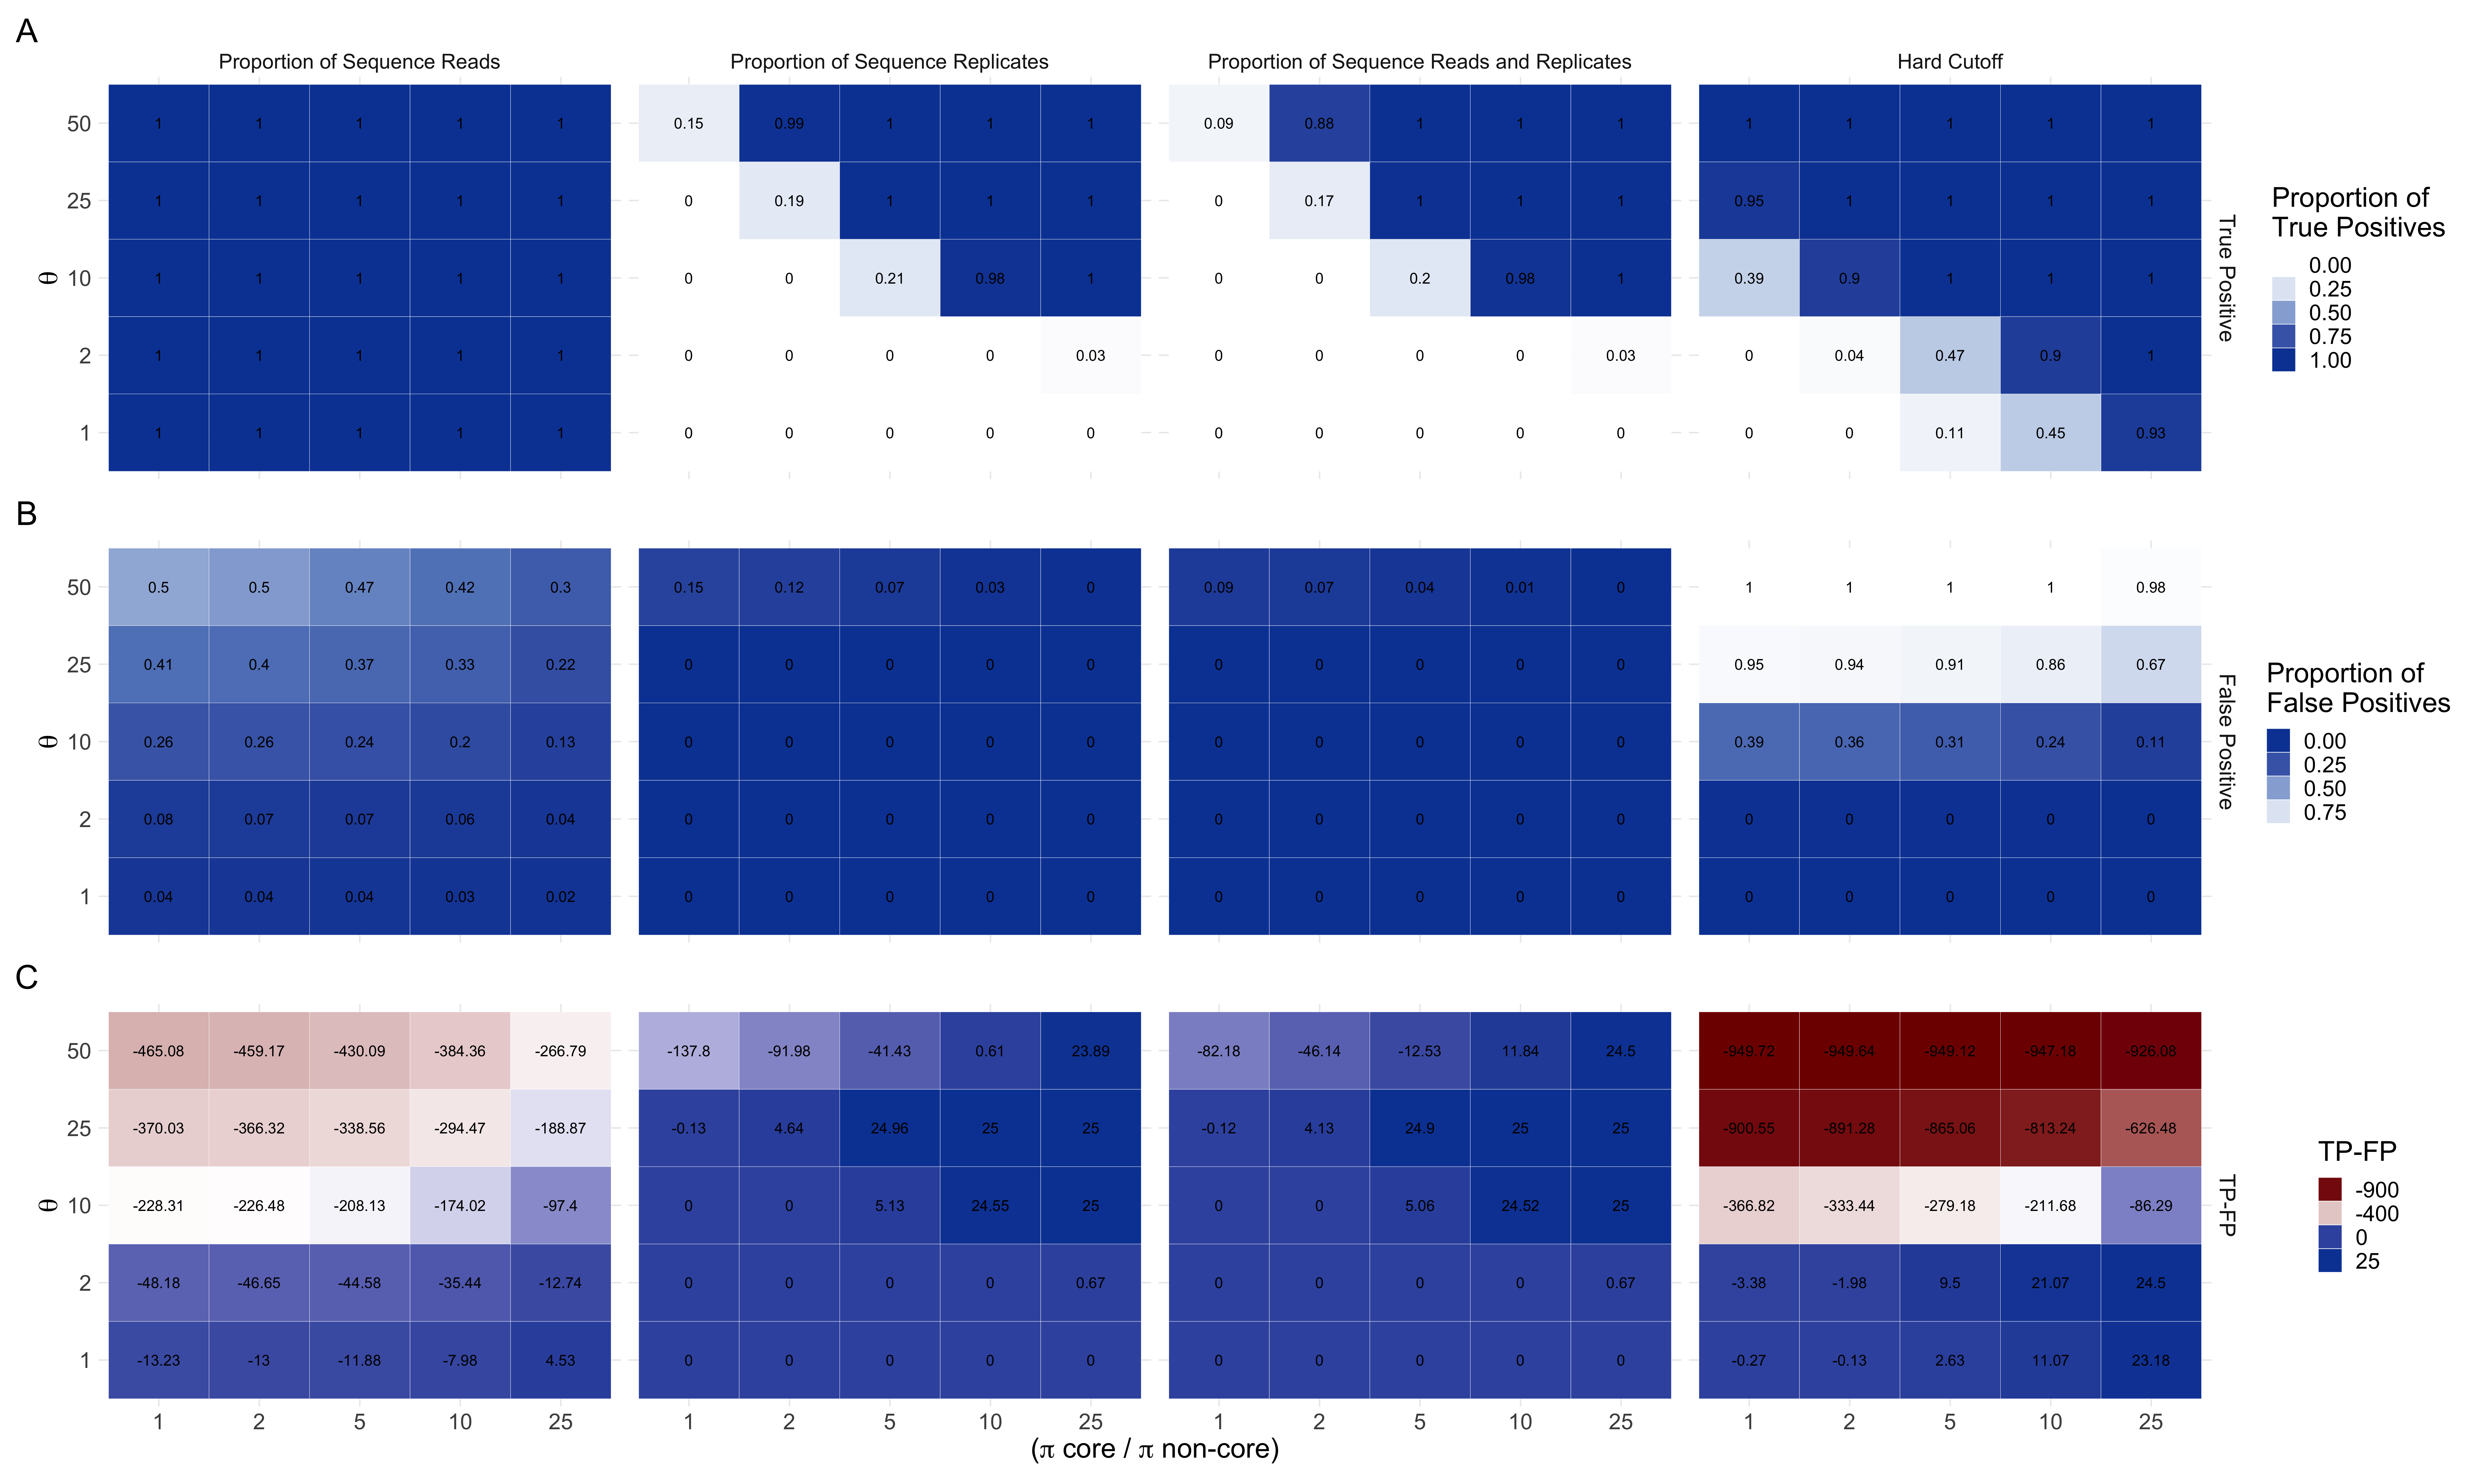 A
Proportion of Sequence Reads Proportion of Sequence Replicates Proportion of Sequence Reads and Replicates Hard Cutoff
50 1 1 1 1 1 0.15 0.99 1 1 1 0.09 0.88 1 1 1 1 1 1 1 1
25 1 1 1 1 1 0 0.19 1 1 1 0 0.17 1 1 1 0.95 1 1 1 1
θ 10 1 1 1 1 1 0 0 0.21 0.98 1 0 0 0.2 0.98 1 0.39 0.9 1 1 1
2 1 1 1 1 1 0 0 0 0 0.03 0 0 0 0 0.03 0 0.04 0.47 0.9 1
1 1 1 1 1 1 0 0 0 0 0 0 0 0 0 0 0 0 0.11 0.45 0.93
True Positive
Proportion of
True Positives
0.00
0.25
0.50
0.75
1.00
B
50 0.5 0.5 0.47 0.42 0.3 0.15 0.12 0.07 0.03 0 0.09 0.07 0.04 0.01 0 1 1 1 1 0.98
25 0.41 0.4 0.37 0.33 0.22 0 0 0 0 0 0 0 0 0 0 0.95 0.94 0.91 0.86 0.67
θ 10 0.26 0.26 0.24 0.2 0.13 0 0 0 0 0 0 0 0 0 0 0.39 0.36 0.31 0.24 0.11
2 0.08 0.07 0.07 0.06 0.04 0 0 0 0 0 0 0 0 0 0 0 0 0 0 0
1 0.04 0.04 0.04 0.03 0.02 0 0 0 0 0 0 0 0 0 0 0 0 0 0 0
False Positive
Proportion of
False Positives
0.00
0.25
0.50
0.75
C
50 -465.08 -459.17 -430.09 -384.36 -266.79 -137.8 -91.98 -41.43 0.61 23.89 -82.18 -46.14 -12.53 11.84 24.5 -949.72 -949.64 -949.12 -947.18 -926.08
25 -370.03 -366.32 -338.56 -294.47 -188.87 -0.13 4.64 24.96 25 25 -0.12 4.13 24.9 25 25 -900.55 -891.28 -865.06 -813.24 -626.48
θ 10 -228.31 -226.48 -208.13 -174.02 -97.4 0 0 5.13 24.55 25 0 0 5.06 24.52 25 -366.82 -333.44 -279.18 -211.68 -86.29
2 -48.18 -46.65 -44.58 -35.44 -12.74 0 0 0 0 0.67 0 0 0 0 0.67 -3.38 -1.98 9.5 21.07 24.5
1 -13.23 -13 -11.88 -7.98 4.53 0 0 0 0 0 0 0 0 0 0 -0.27 -0.13 2.63 11.07 23.18
TP-FP
TP-FP
-900
-400
0
25
1 2 5 10 25 1 2 5 10 25 1 2 5 10 25 1 2 5 10 25
(π core / π non-core)